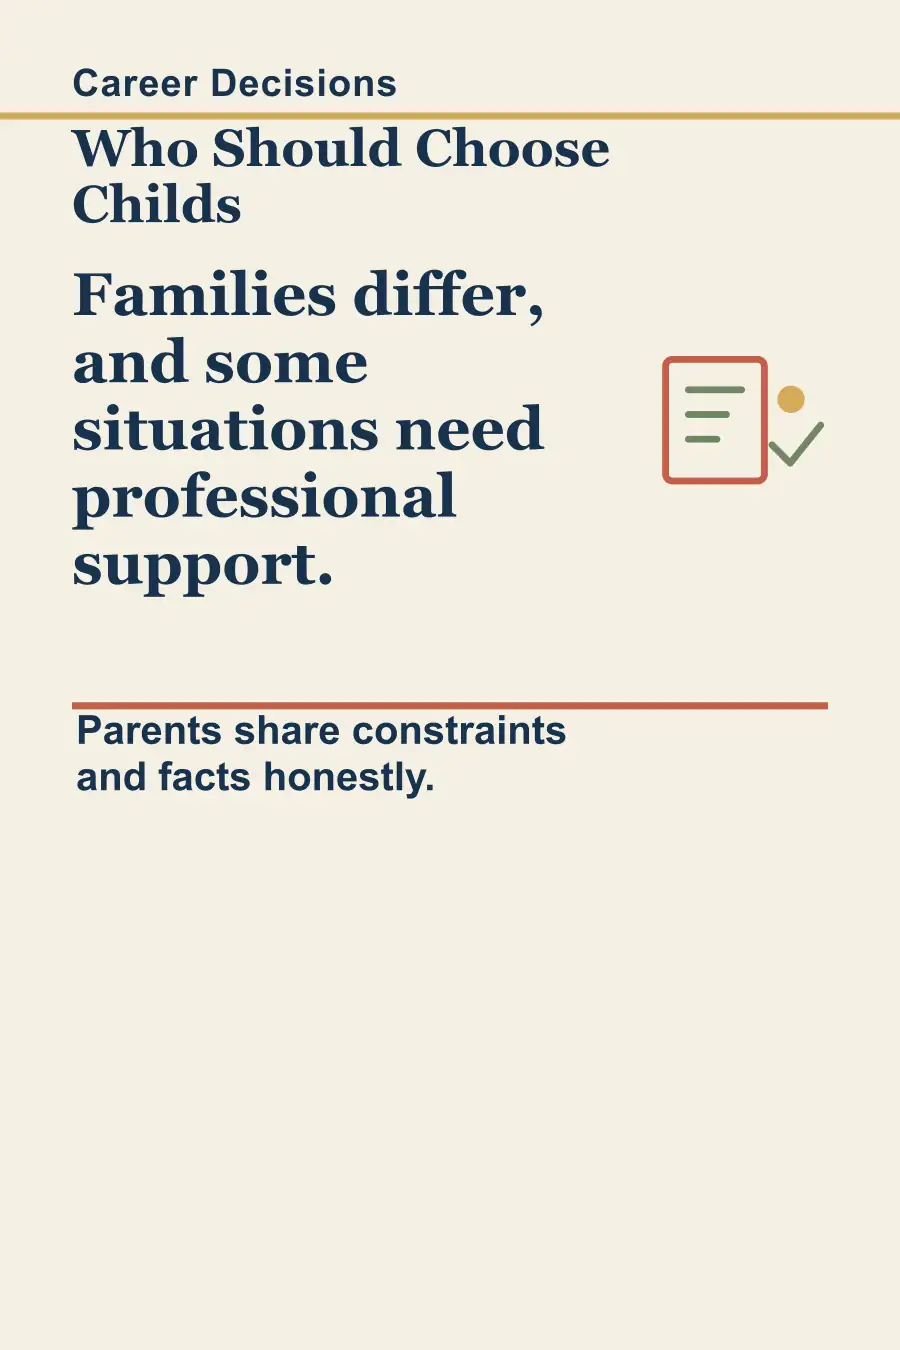 Career Decisions
Who Should Choose
Childs
Families differ,
and some
situations need
professional
support.
Parents share constraints
and facts honestly.